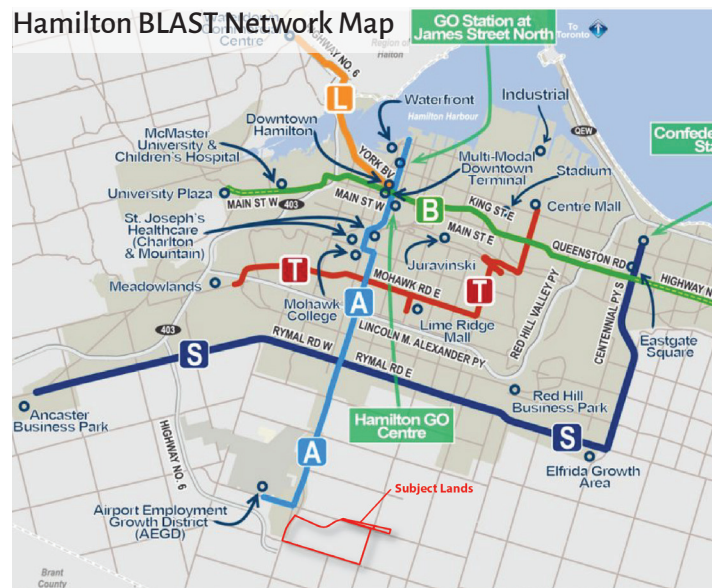 Hamilton BLAST Network Map
GO Station at
James Street North
To
Toronto
Region of
Halton
Centre
HIGHWAY NO. 6
L
Waterfront
Industrial
Hamilton Harbour
Downtown
Hamilton
QEW
McMaster
University &
Children's Hospital
YORK BV
Multi-Modal
Downtown
Terminal
Stadium
University Plaza
MAIN ST W
403
MAIN ST W
B
KING ST E
Centre Mall
St. Joseph's
Healthcare
(Charlton
& Mountain)
MAIN ST E
Juravinski
QUEENSTON RD
HIGHWAY N
Meadowlands
T
Mohawk
College
A
MOHAWK RD E
T
Lime Ridge
Mall
RED HILL VALLEY PY
CENTENNIAL PY S
Eastgate
Square
403
LINCOLN M. ALEXANDER PY
S
RYMAL RD W
RYMAL RD E
Red Hill
Business Park
Ancaster
Business Park
Hamilton GO
Centre
S
Elfrida Growth
Area
HIGHWAY NO. 6
A
Airport Employment
Growth District
(AEGD)
Subject Lands
Brant
County